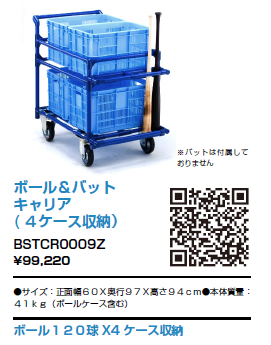 ※バットは付属して
おりません
ボール＆バット
キャリア
(４ケース収納）
BSTCR0009Z
¥99,220
●サイズ：正面幅６０Ｘ奥行９７Ｘ高さ９４ｃｍ●本体質量：
４１ｋｇ（ボールケース含む）
ボール１２０球 X4 ケース収納